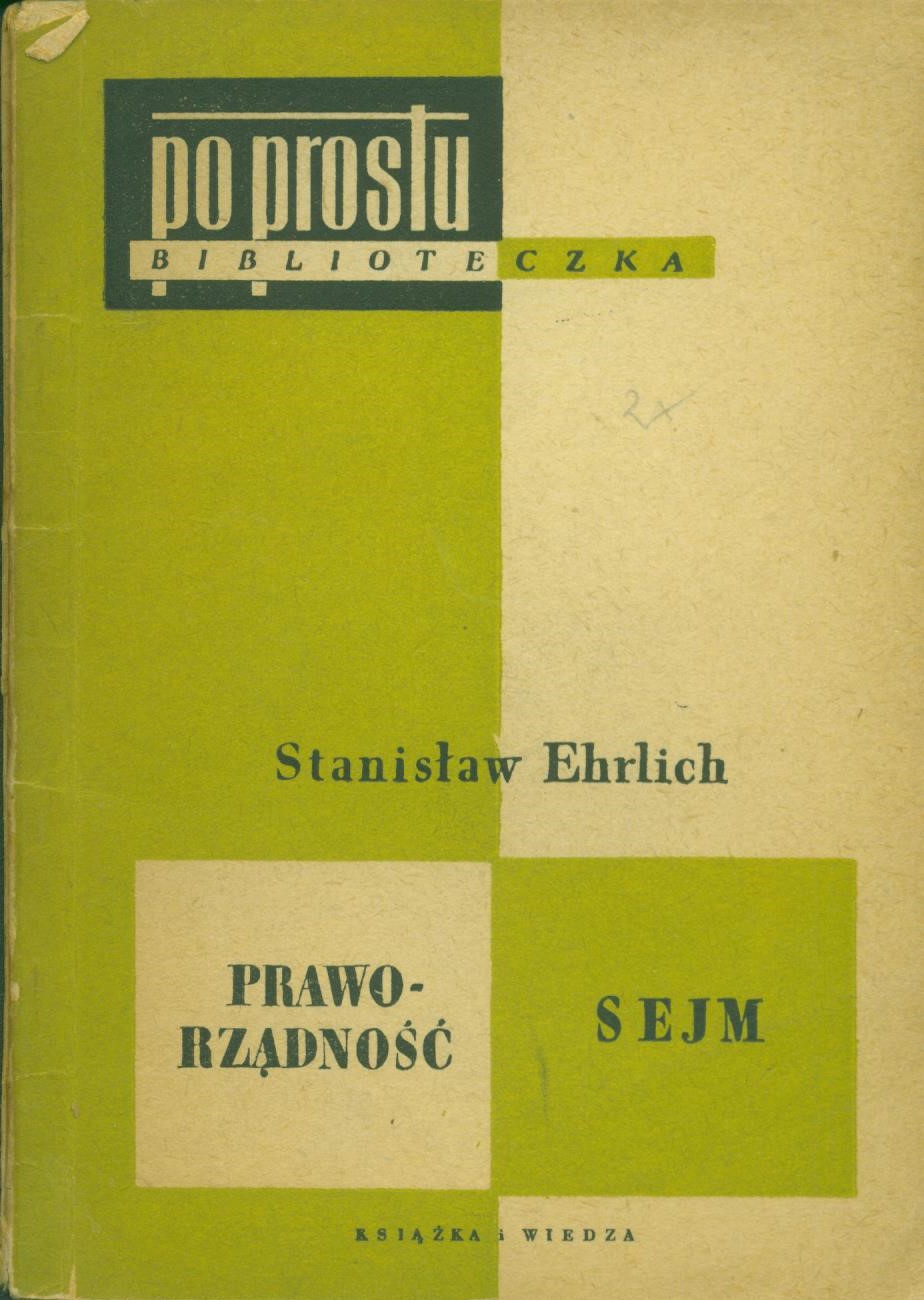 po prostu
BIBLIOTECZKA
2x
Stanisław Ehrlich
PRAWO-
RZĄDNOŚĆ
SEJM
KSIĄŻKA i WIEDZA